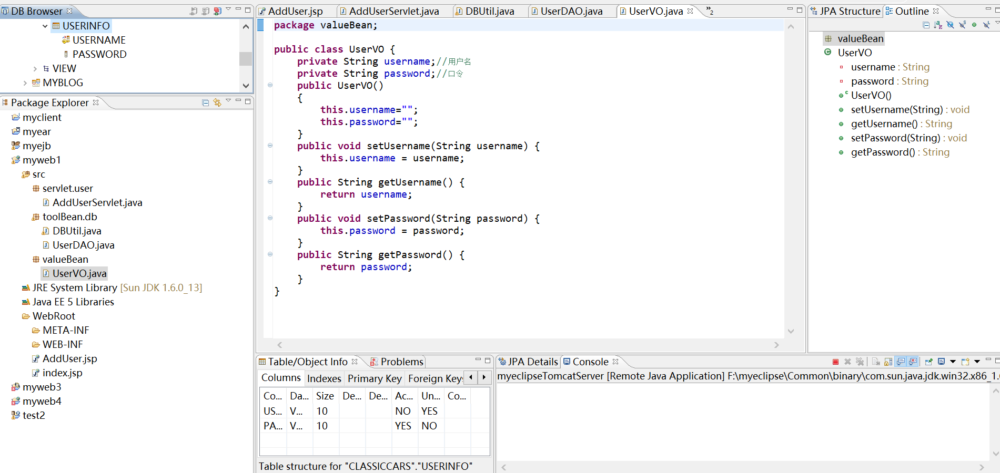 DB Browser
USERINFO
USERNAME
PASSWORD
VIEW
MYBLOG
Package Explorer
myclient
myear
myejb
myweb1
src
servlet.user
AddUserServlet.java
toolBean.db
DBUtil.java
UserDAO.java
valueBean
UserVO.java
JRE System Library [Sun JDK 1.6.0_13]
Java EE 5 Libraries
WebRoot
META-INF
WEB-INF
AddUser.jsp
index.jsp
myweb3
myweb4
test2
AddUser.jsp AddUserServlet.java DBUtil.java UserDAO.java UserVO.java »2
package valueBean;
public class UserVO {
private String username;//用户名
private String password;//口令
public UserVO()
{
this.username="";
this.password="";
}
public void setUsername(String username) {
this.username = username;
}
public String getUsername() {
return username;
}
public void setPassword(String password) {
this.password = password;
}
public String getPassword() {
return password;
}
}
JPA Structure Outline
valueBean
UserVO
username : String
password : String
UserVO()
setUsername(String) : void
getUsername() : String
setPassword(String) : void
getPassword() : String
Table/Object Info Problems
Columns Indexes Primary Key Foreign Key
Co... Da... Size De... De... Ac... Un... Co...
US... V... 10 NO YES
PA... V... 10 YES NO
Table structure for "CLASSICCARS"."USERINFO"
JPA Details Console
myeclipseTomcatServer [Remote Java Application] F:\myeclipse\Common\binary\com.sun.java.jdk.win32.x86_1.